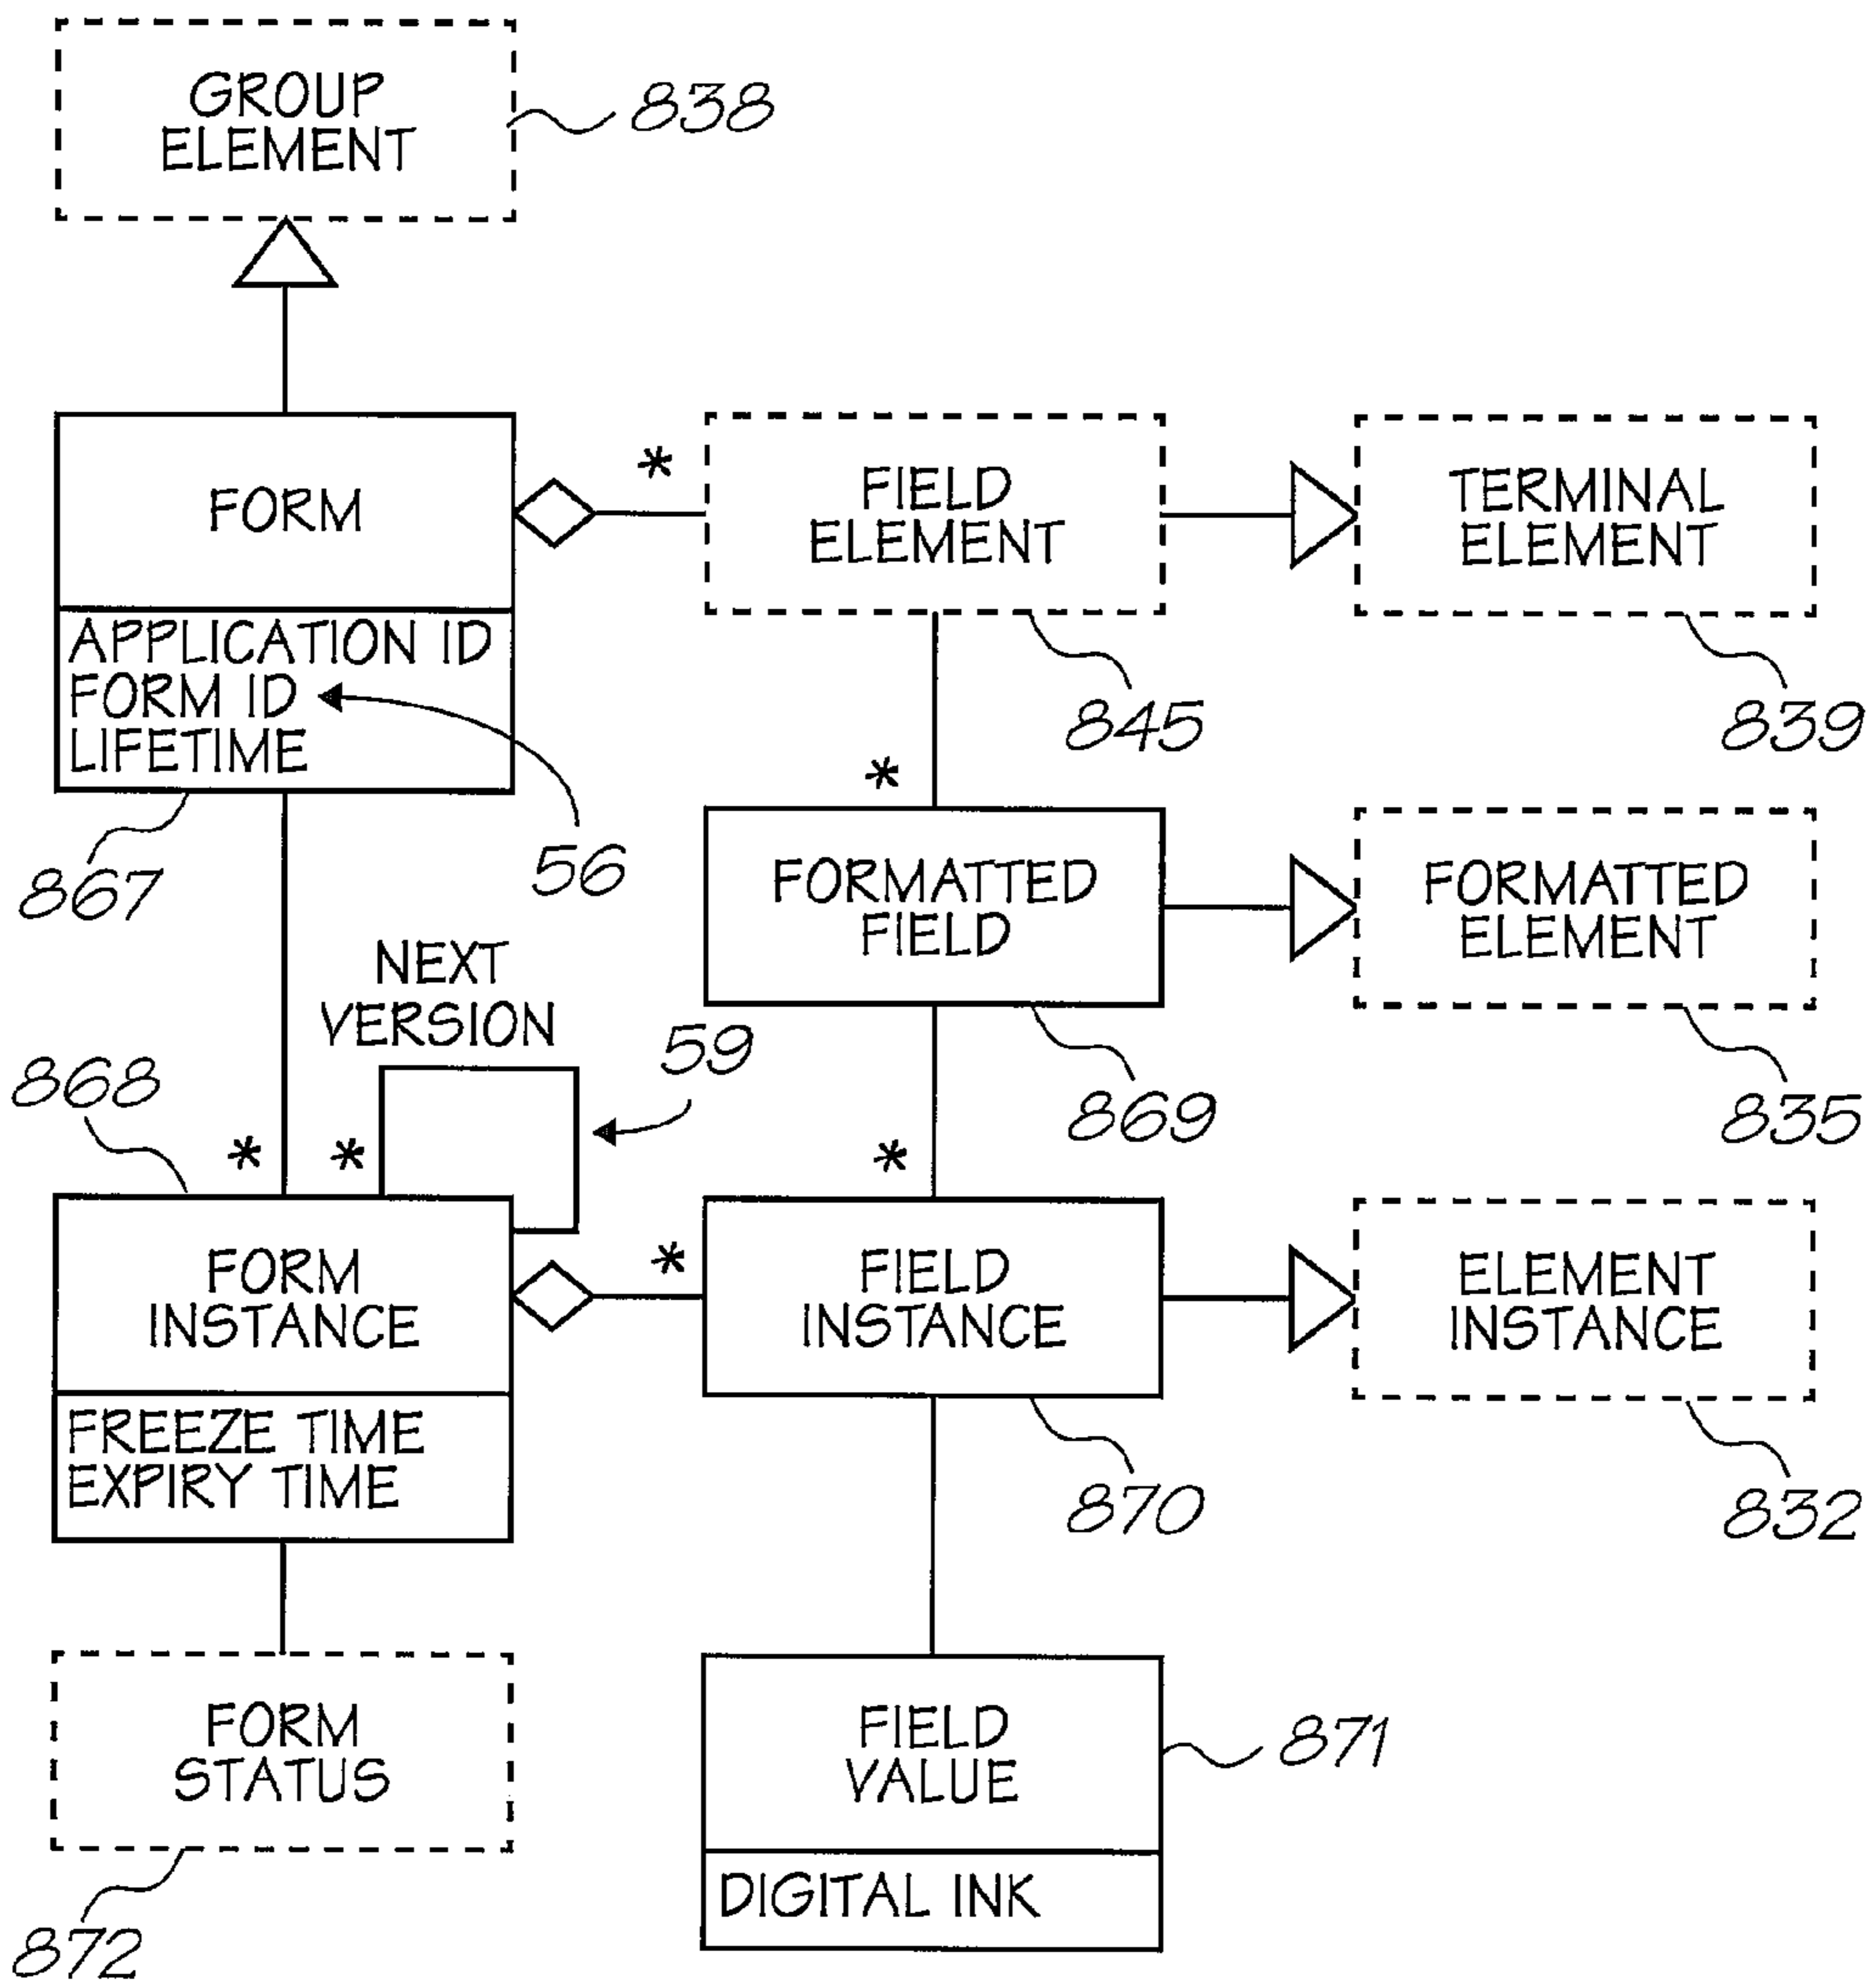 GROUP
ELEMENT
838
FORM
*
FIELD
ELEMENT
TERMINAL
ELEMENT
APPLICATION ID
FORM ID
LIFETIME
845
839
*
867
56
FORMATTED
FIELD
FORMATTED
ELEMENT
NEXT
VERSION
59
868
869
835
*
*
*
FORM
INSTANCE
*
FIELD
INSTANCE
ELEMENT
INSTANCE
FREEZE TIME
EXPIRY TIME
870
832
FORM
STATUS
FIELD
VALUE
871
DIGITAL INK
872